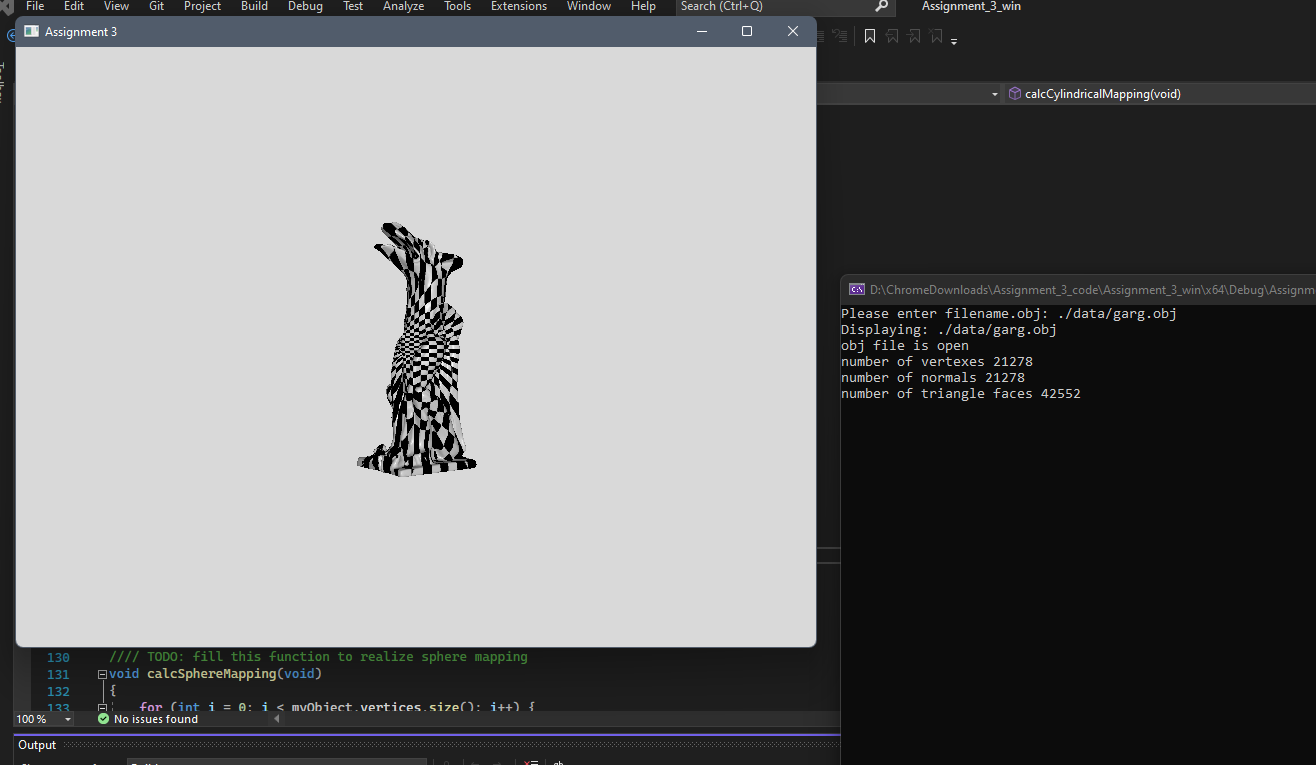 File Edit View Git Project Build Debug Test Analyze Tools Extensions Window Help Search (Ctrl+Q) Assignment_3_win
Assignment 3
calcCylindricalMapping(void)
D:\ChromeDownloads\Assignment_3_code\Assignment_3_win\x64\Debug\Assignm
Please enter filename.obj: ./data/garg.obj
Displaying: ./data/garg.obj
obj file is open
number of vertexes 21278
number of normals 21278
number of triangle faces 42552
130 //// TODO: fill this function to realize sphere mapping
131 void calcSphereMapping(void)
132 {
133 for (int i = 0; i < myObject.vertices.size(); i++) {
100 % No issues found
Output